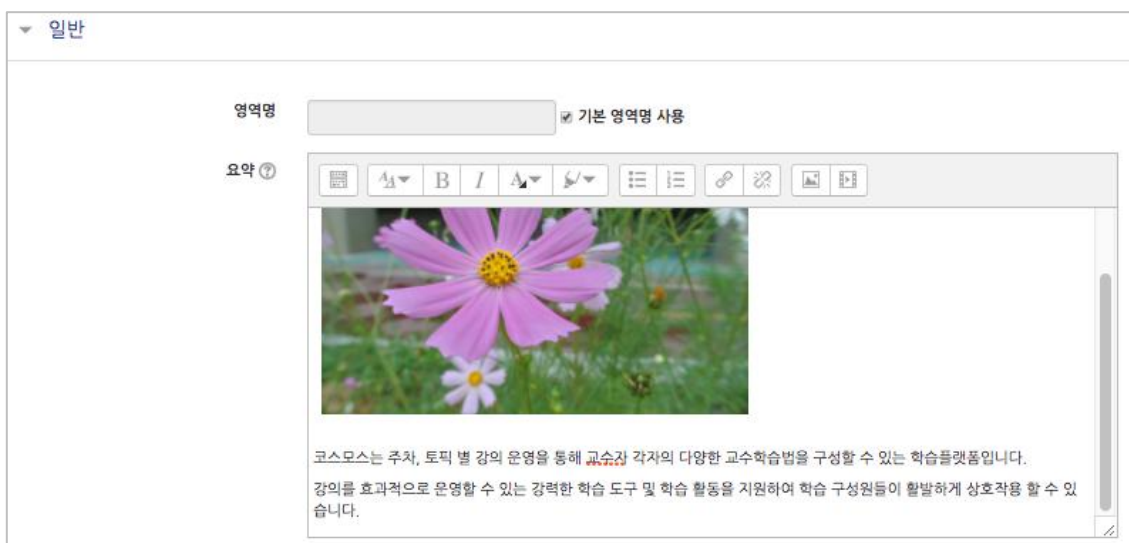 일반
영역명
기본 영역명 사용
요약
B I
코스모스는 주차, 토픽 별 강의 운영을 통해 교수자 각자의 다양한 교수학습법을 구성할 수 있는 학습플랫폼입니다.
강의를 효과적으로 운영할 수 있는 강력한 학습 도구 및 학습 활동을 지원하여 학습 구성원들이 활발하게 상호작용 할 수 있
습니다.